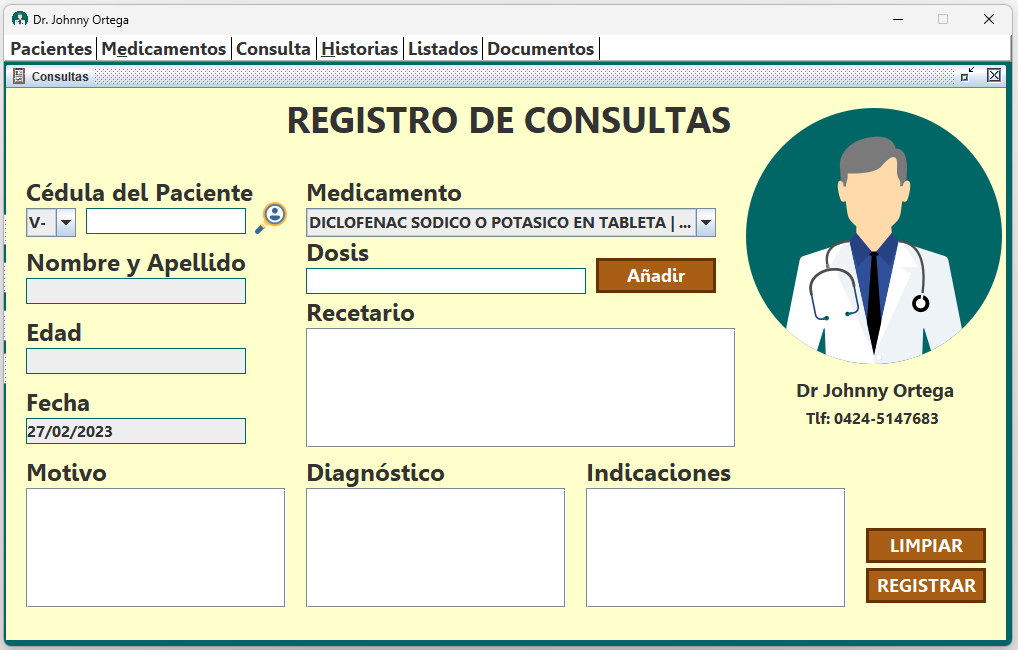 Dr. Johnny Ortega
Pacientes Medicamentos Consulta Historias Listados Documentos
Consultas
REGISTRO DE CONSULTAS
Cédula del Paciente
V-
Nombre y Apellido
Edad
Fecha
27/02/2023
Medicamento
DICLOFENAC SODICO O POTASICO EN TABLETA | ...
Dosis
Añadir
Recetario
Dr Johnny Ortega
Tlf: 0424-5147683
Motivo
Diagnóstico
Indicaciones
LIMPIAR
REGISTRAR